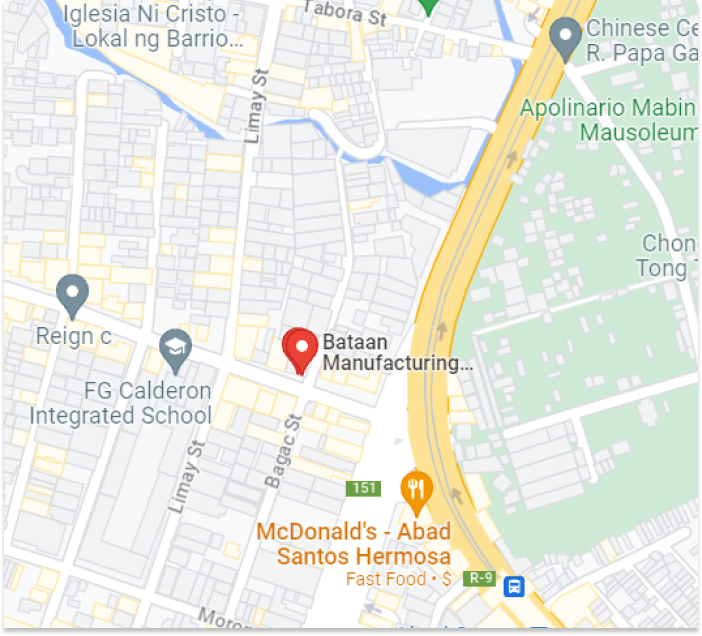 Iglesia Ni Cristo -
Lokal ng Barrio...
Tabora St
Chinese Ce
R. Papa Ga
Limay St
Apolinario Mabin
Mausoleum
Chon
Tong
Reign c
Bataan
Manufacturing...
FG Calderon
Integrated School
Limay St
Bagac St
151
McDonald's - Abad
Santos Hermosa
Fast Food • $
R-9